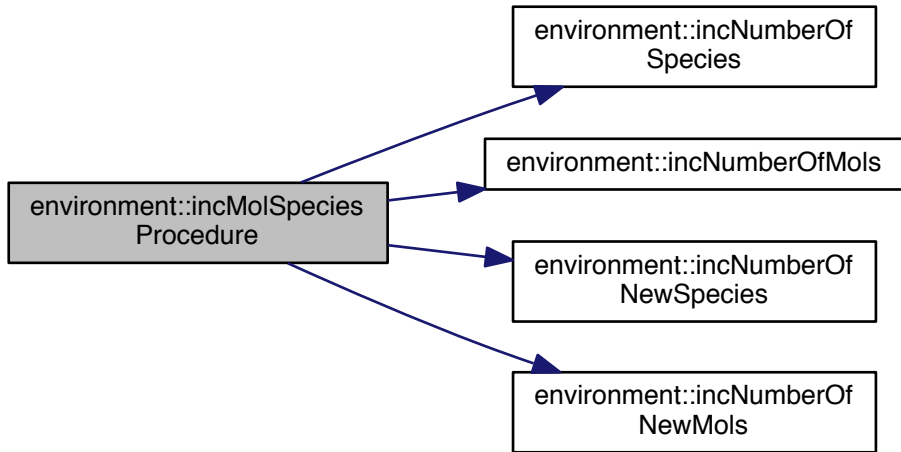 environment::incNumberOf
Species
environment::incNumberOfMols
environment::incMolSpecies
Procedure
environment::incNumberOf
NewSpecies
environment::incNumberOf
NewMols